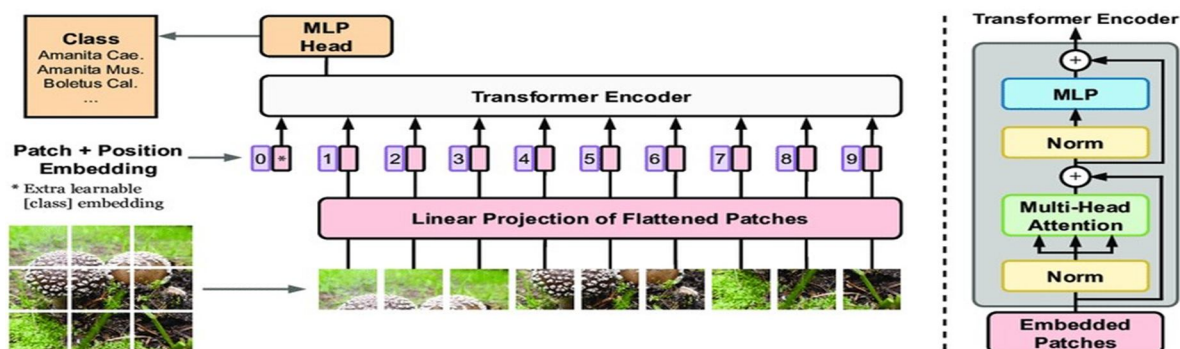 Class
Amanita Cae.
Amanita Mus.
Boletus Cal.
...
MLP
Head
Transformer Encoder
Patch + Position
Embedding
* Extra learnable
[class] embedding
0 * 1 2 3 4 5 6 7 8 9
Linear Projection of Flattened Patches
Transformer Encoder
+
MLP
Norm
+
Multi-Head
Attention
Norm
Embedded
Patches